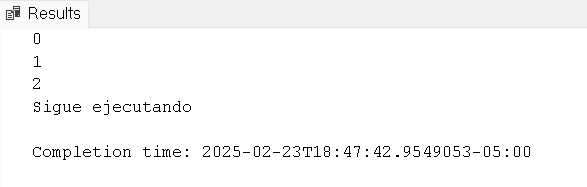 Results
0
1
2
Sigue ejecutando
Completion time: 2025-02-23T18:47:42.9549053-05:00